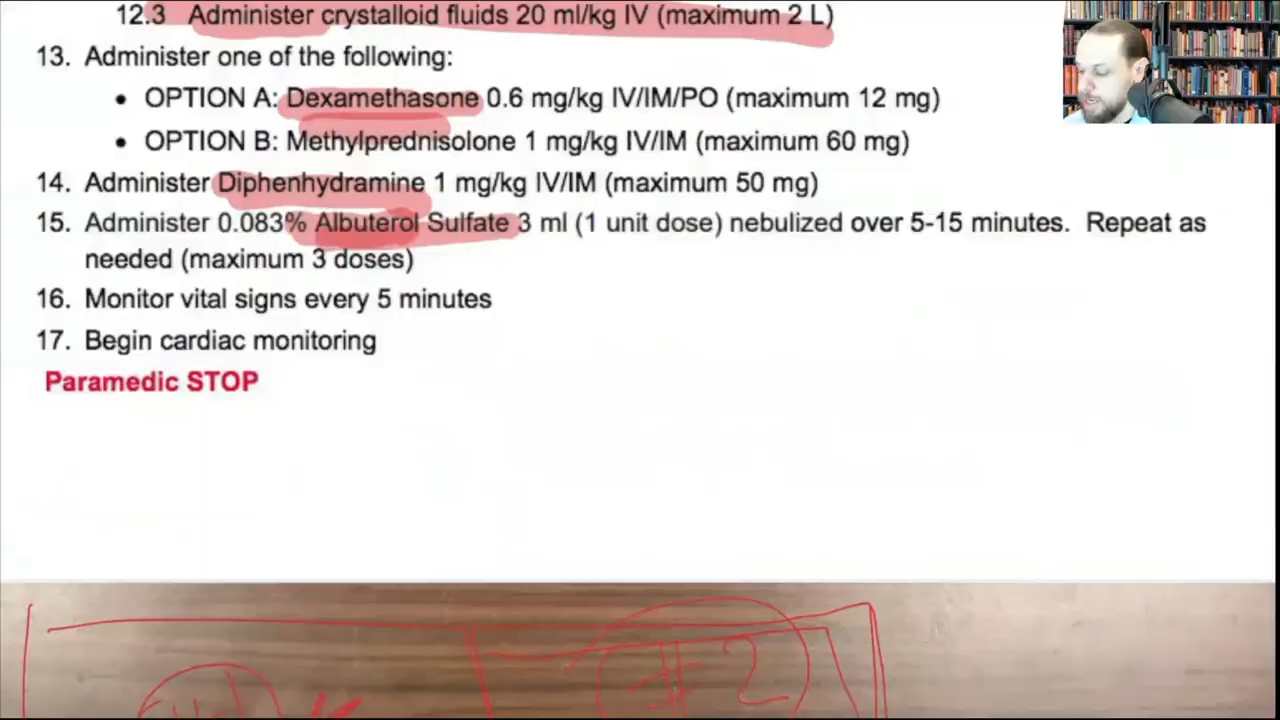 12.3 Administer crystalloid fluids 20 ml/kg IV (maximum 2 L)
13. Administer one of the following:
• OPTION A: Dexamethasone 0.6 mg/kg IV/IM/PO (maximum 12 mg)
• OPTION B: Methylprednisolone 1 mg/kg IV/IM (maximum 60 mg)
14. Administer Diphenhydramine 1 mg/kg IV/IM (maximum 50 mg)
15. Administer 0.083% Albuterol Sulfate 3 ml (1 unit dose) nebulized over 5-15 minutes. Repeat as
needed (maximum 3 doses)
16. Monitor vital signs every 5 minutes
17. Begin cardiac monitoring
Paramedic STOP
#2